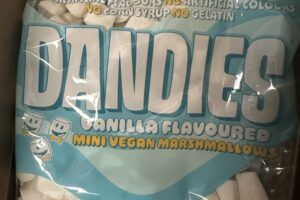 NO ARTIFICIAL COLOURS
NO CORN SYRUP NO GELATIN
DANDIES
VANILLA FLAVOURED
MINI VEGAN MARSHMALLOWS